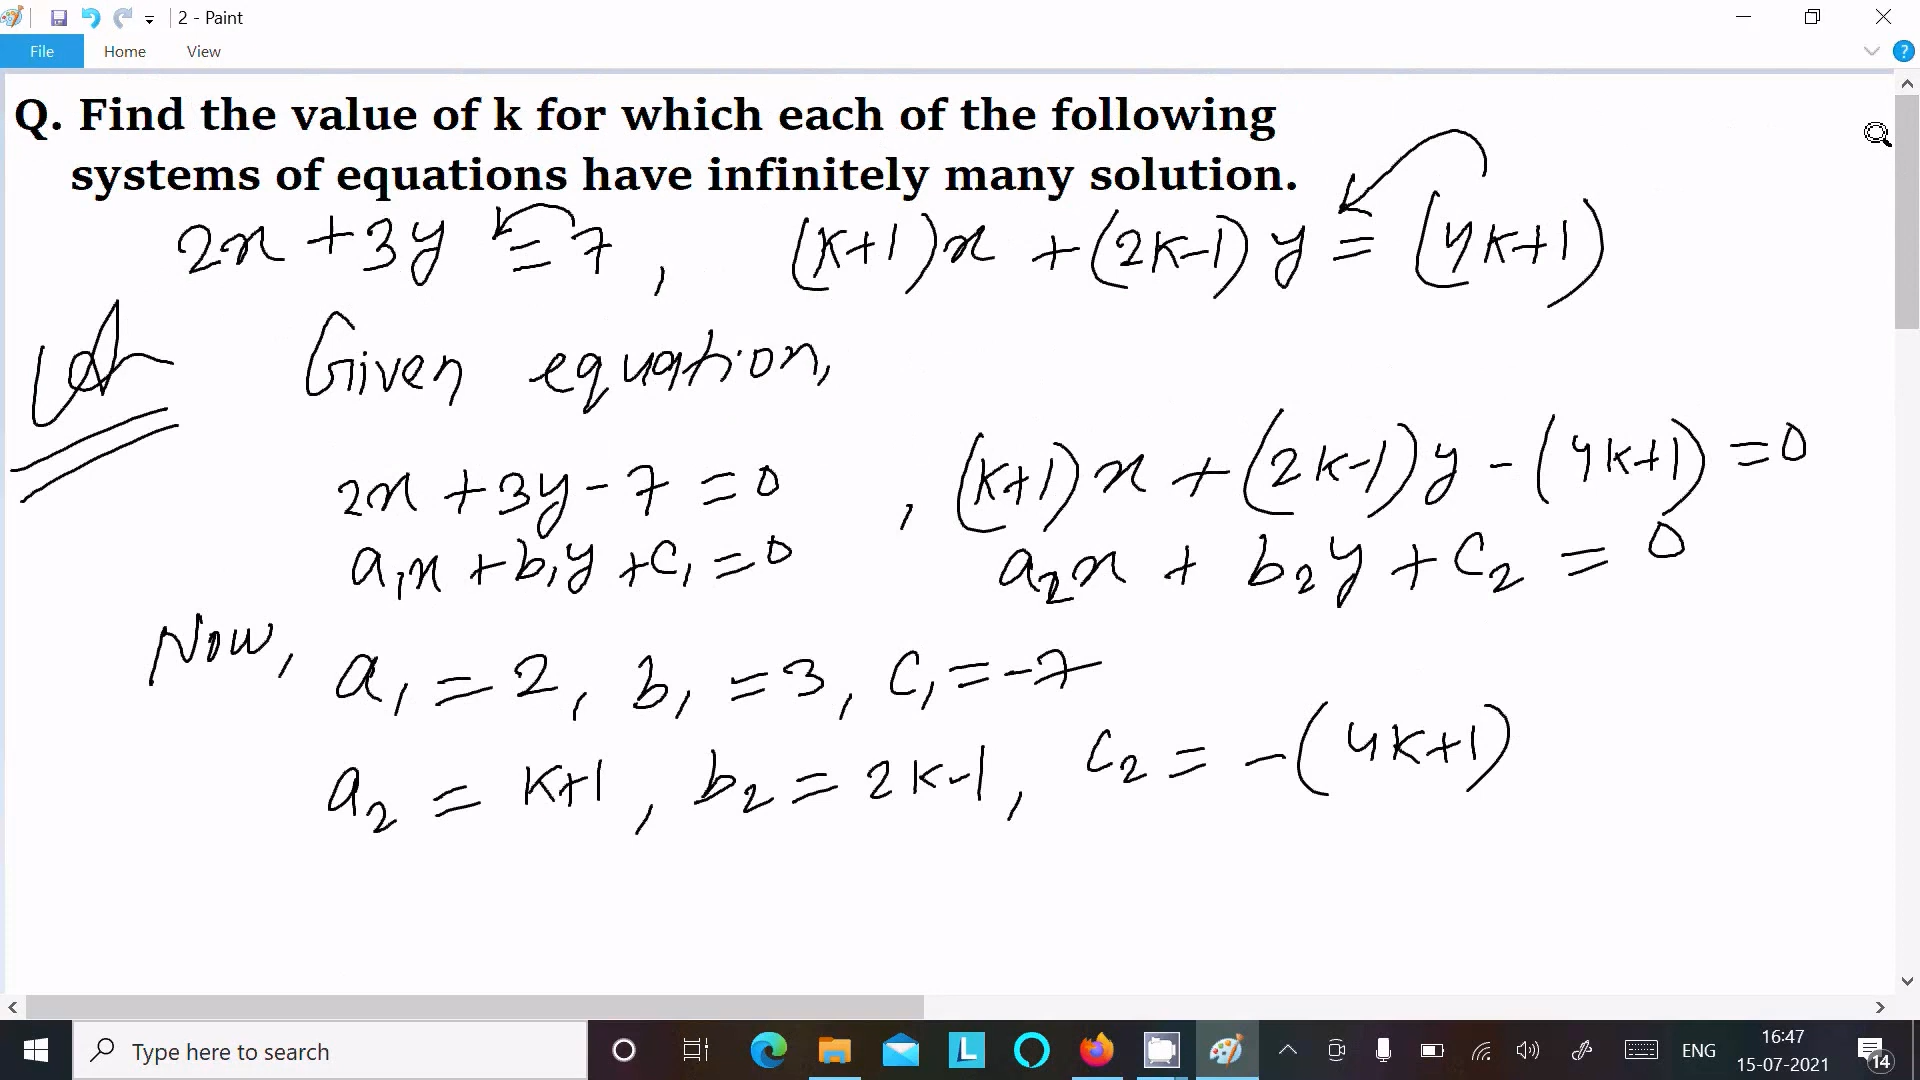 2 - Paint
File Home View
Q. Find the value of k for which each of the following
systems of equations have infinitely many solution.
2x + 3y = 7, (k+1)x + (2k-1)y = (4k+1)
Given equation,
2x + 3y - 7 = 0, (k+1)x + (2k-1)y - (4k+1) = 0
a₁x + b₁y + c₁ = 0 a₂x + b₂y + c₂ = 0
Now,
a₁ = 2, b₁ = 3, c₁ = -7
a₂ = k+1, b₂ = 2k-1, c₂ = -(4k+1)
Type here to search
L
ENG
16:47
15-07-2021
14